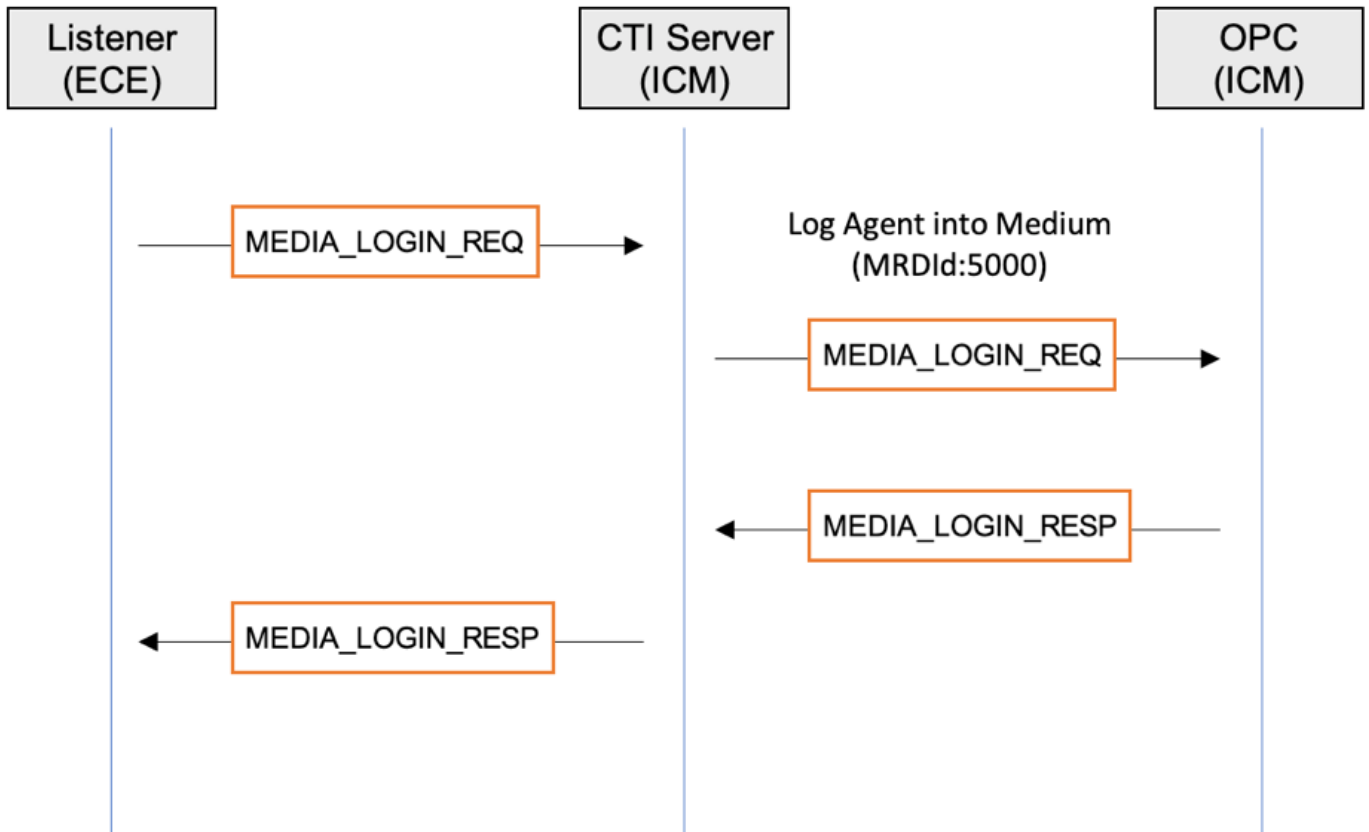 Listener
(ECE)
CTI Server
(ICM)
OPC
(ICM)
MEDIA_LOGIN_REQ
Log Agent into Medium
(MRDId:5000)
MEDIA_LOGIN_REQ
MEDIA_LOGIN_RESP
MEDIA_LOGIN_RESP